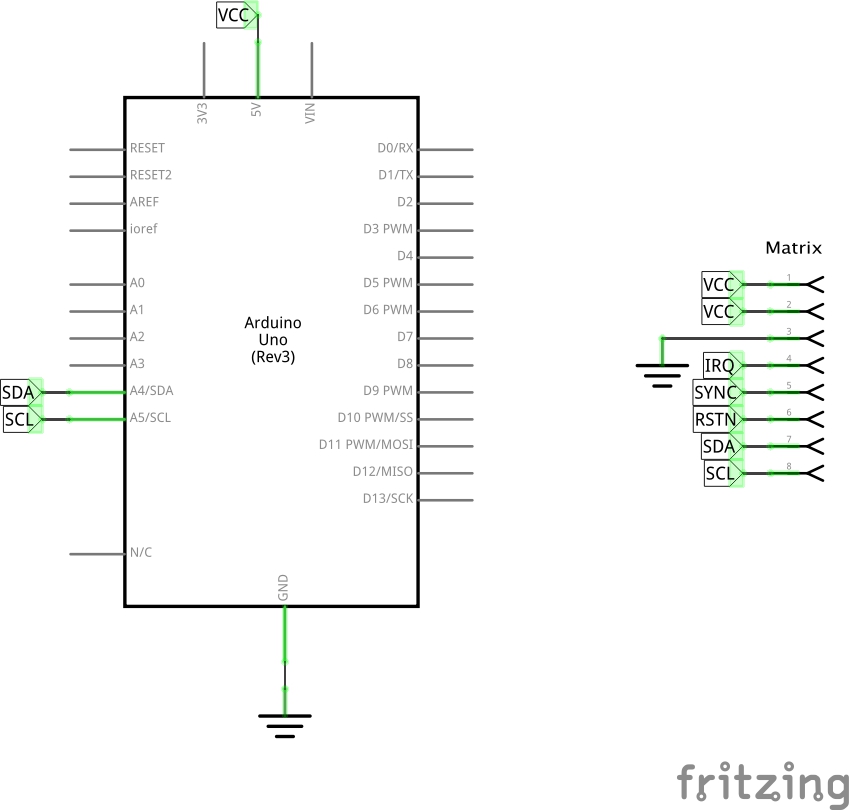 VCC
3V3
5V
VIN
RESET
RESET2
AREF
ioref
A0
A1
A2
A3
SDA
A4/SDA
SCL
A5/SCL
N/C
Arduino
Uno
(Rev3)
D0/RX
D1/TX
D2
D3 PWM
D4
D5 PWM
D6 PWM
D7
D8
D9 PWM
D10 PWM/SS
D11 PWM/MOSI
D12/MISO
D13/SCK
GND
Matrix
VCC 1
VCC 2
3
IRQ 4
SYNC 5
RSTN 6
SDA 7
SCL 8
fritzing